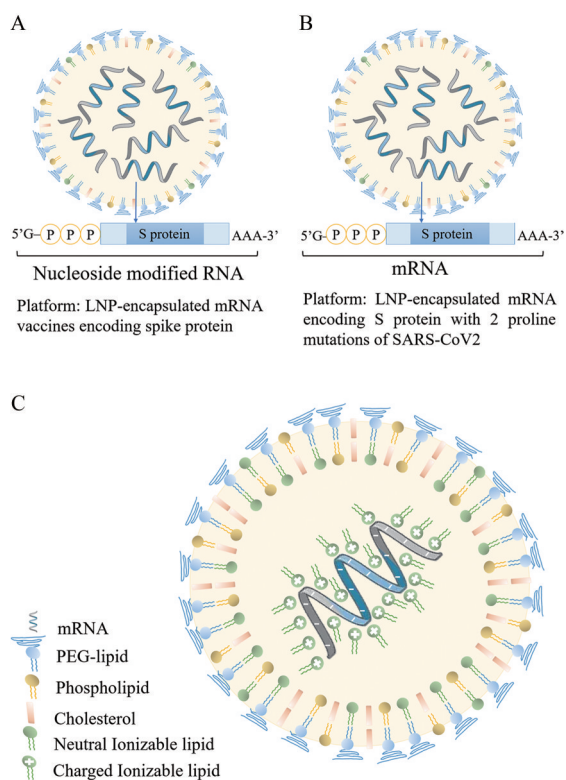 A
B
5'G–PPP S protein AAA-3'
5'G–PPP S protein AAA-3'
Nucleoside modified RNA
mRNA
Platform: LNP-encapsulated mRNA
vaccines encoding spike protein
Platform: LNP-encapsulated mRNA
encoding S protein with 2 proline
mutations of SARS-CoV2
C
mRNA
PEG-lipid
Phospholipid
Cholesterol
Neutral Ionizable lipid
Charged Ionizable lipid